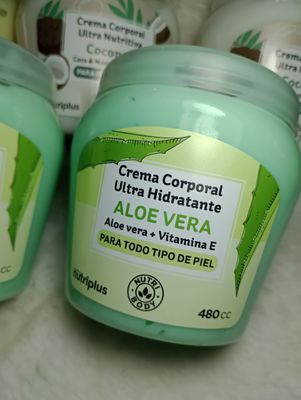 Crema Corporal
Ultra Nutritiva
Coco
Crema Corporal
Ultra Hidratante
ALOE VERA
Aloe vera + Vitamina E
PARA TODO TIPO DE PIEL
nutriplus
NUTRI
BODY
480 CC
nutriplus